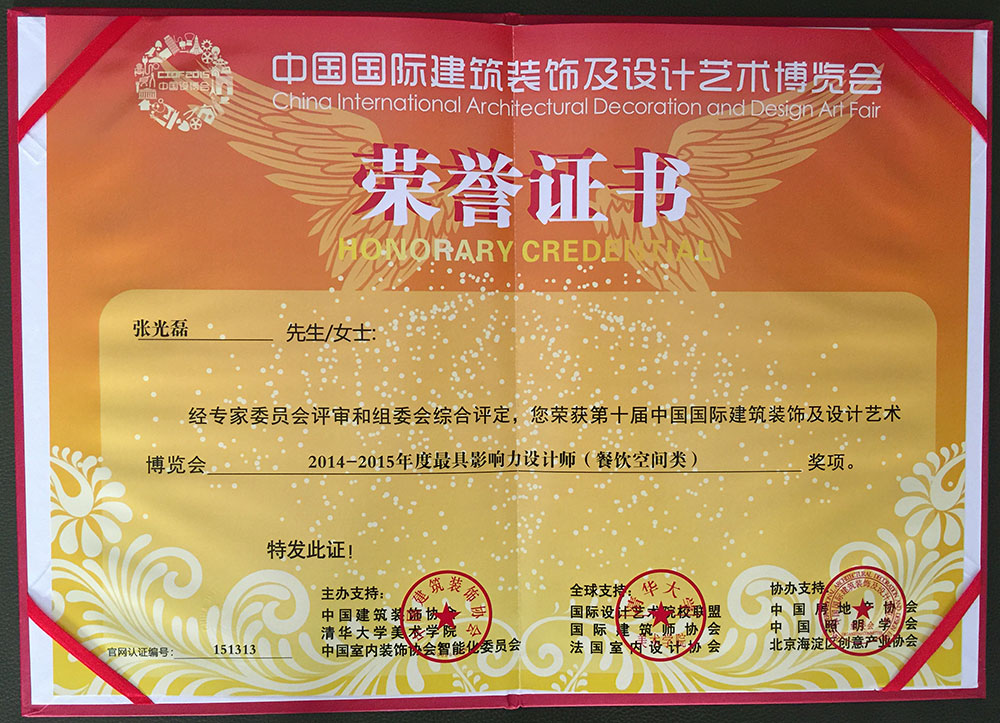 CIDF2015
中国设博会
中国国际建筑装饰及设计艺术博览会
China International Architectural Decoration and Design Art Fair
荣誉证书
HONORARY CREDENTIAL
张光磊 先生/女士:
经专家委员会评审和组委会综合评定，您荣获第十届中国国际建筑装饰及设计艺术
博览会 2014-2015年度最具影响力设计师（餐饮空间类） 奖项。
特发此证！
主办支持：
中国建筑装饰协会
清华大学美术学院
中国室内装饰协会智能化委员会
全球支持：
国际设计艺术院校联盟
国际建筑师协会
法国室内设计协会
协办支持：
中国房地产协会
中国照明学会
北京海淀区创意产业协会
官网认证编号： 151313